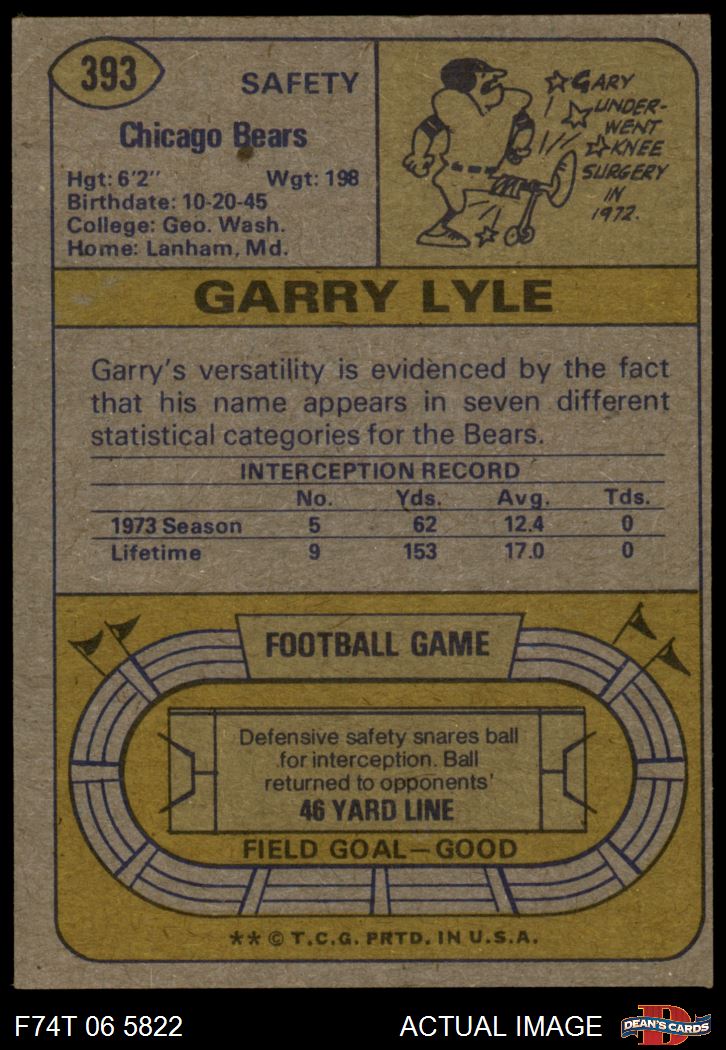 393
SAFETY
Chicago Bears
Hgt: 6'2" Wgt: 198
Birthdate: 10-20-45
College: Geo. Wash.
Home: Lanham, Md.
GARY
UNDER-
WENT
KNEE
SURGERY
IN
1972.
GARRY LYLE
Garry's versatility is evidenced by the fact
that his name appears in seven different
statistical categories for the Bears.
INTERCEPTION RECORD
No. Yds. Avg. Tds.
1973 Season 5 62 12.4 0
Lifetime 9 153 17.0 0
FOOTBALL GAME
Defensive safety snares ball
for interception. Ball
returned to opponents'
46 YARD LINE
FIELD GOAL—GOOD
** © T.C.G. PRTD. IN U.S.A.
F74T 06 5822 ACTUAL IMAGE
D
DEAN'S CARDS